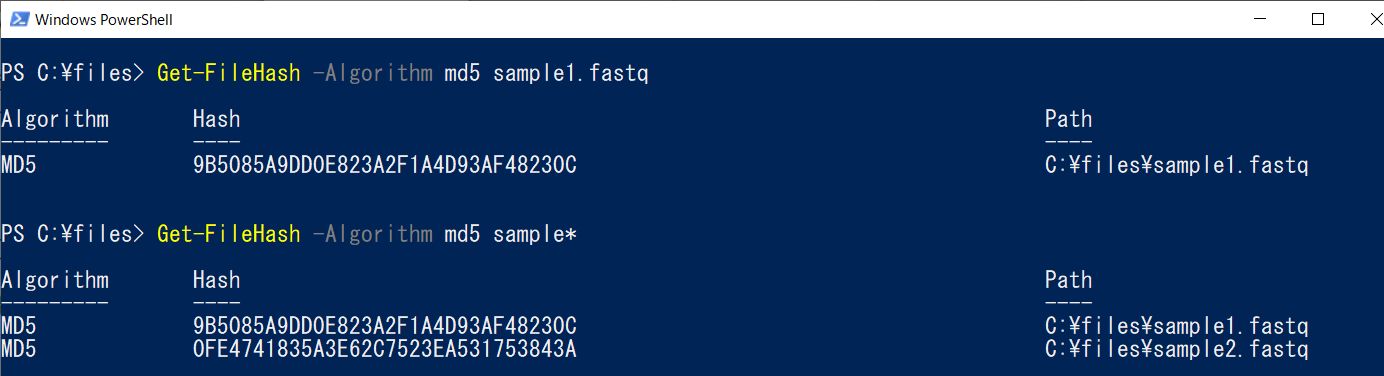 Windows PowerShell
PS C:¥files> Get-FileHash -Algorithm md5 sample1.fastq
Algorithm Hash Path
--------- ---- ----
MD5 9B5085A9DD0E823A2F1A4D93AF48230C C:¥files¥sample1.fastq
PS C:¥files> Get-FileHash -Algorithm md5 sample*
Algorithm Hash Path
--------- ---- ----
MD5 9B5085A9DD0E823A2F1A4D93AF48230C C:¥files¥sample1.fastq
MD5 0FE4741835A3E62C7523EA531753843A C:¥files¥sample2.fastq